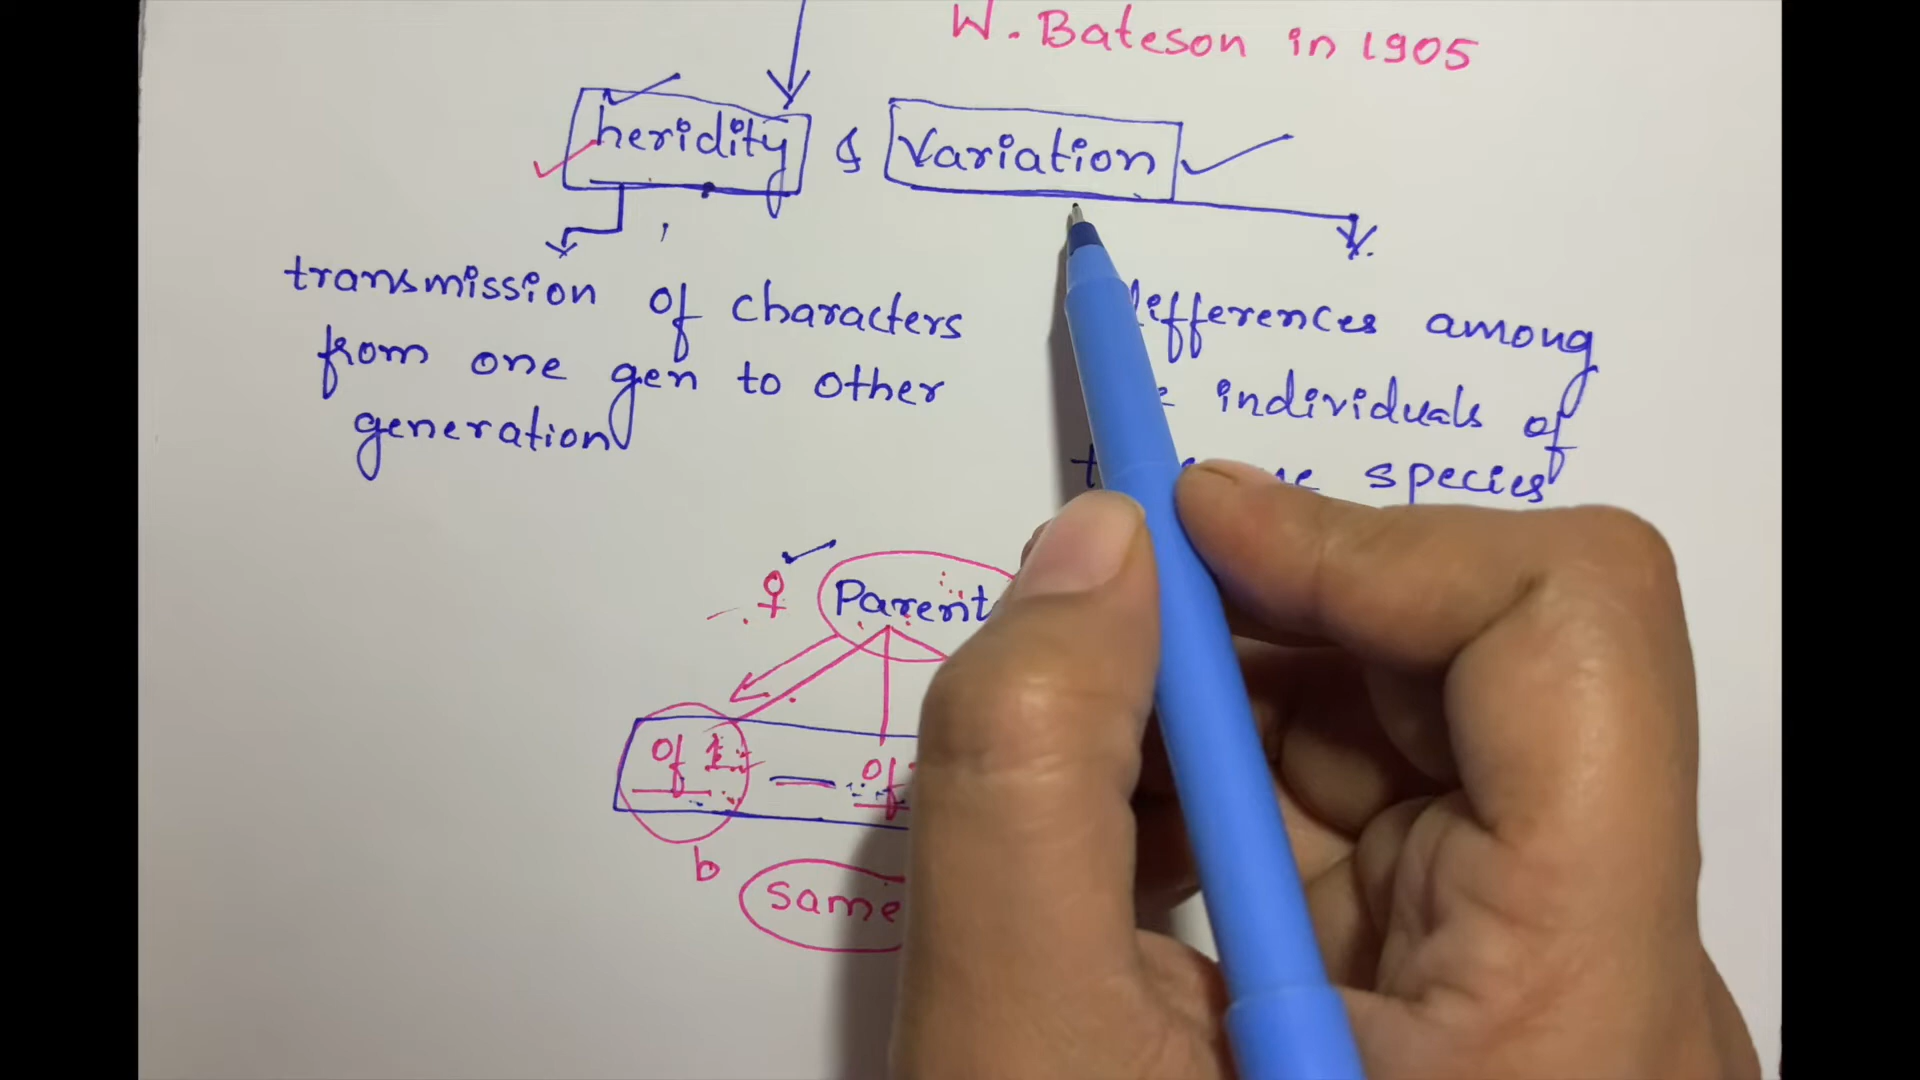 W. Bateson in 1905
heridity & Variation
transmission of characters
from one gen to other
generation
differences among
individuals of
species
♀ Parent
of 1 — of
b
same